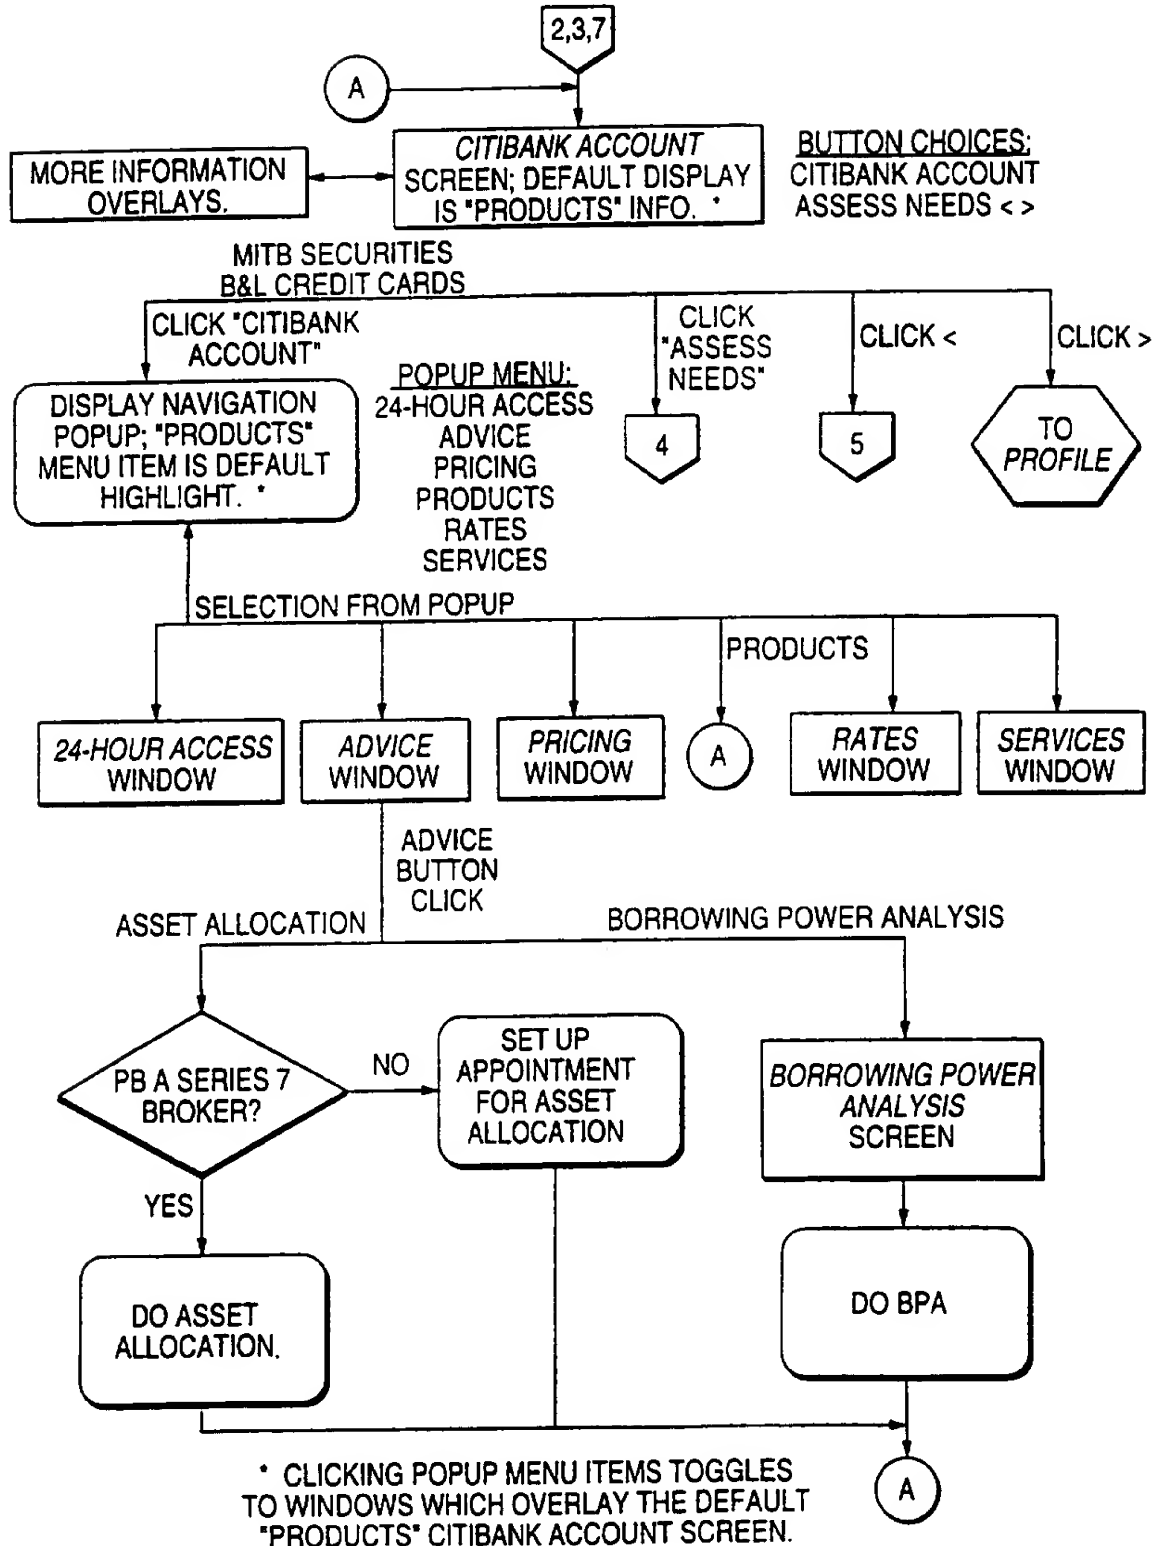 2,3,7
A
CITIBANK ACCOUNT
SCREEN; DEFAULT DISPLAY
IS "PRODUCTS" INFO. *
MORE INFORMATION
OVERLAYS.
BUTTON CHOICES:
CITIBANK ACCOUNT
ASSESS NEEDS < >
MITB SECURITIES
B&L CREDIT CARDS
CLICK "CITIBANK
ACCOUNT"
CLICK
"ASSESS
NEEDS"
CLICK <
CLICK >
DISPLAY NAVIGATION
POPUP; "PRODUCTS"
MENU ITEM IS DEFAULT
HIGHLIGHT. *
POPUP MENU:
24-HOUR ACCESS
ADVICE
PRICING
PRODUCTS
RATES
SERVICES
4
5
TO
PROFILE
SELECTION FROM POPUP
PRODUCTS
24-HOUR ACCESS
WINDOW
ADVICE
WINDOW
PRICING
WINDOW
A
RATES
WINDOW
SERVICES
WINDOW
ADVICE
BUTTON
CLICK
ASSET ALLOCATION
BORROWING POWER ANALYSIS
PB A SERIES 7
BROKER?
NO
SET UP
APPOINTMENT
FOR ASSET
ALLOCATION
BORROWING POWER
ANALYSIS
SCREEN
YES
DO ASSET
ALLOCATION.
DO BPA
A
* CLICKING POPUP MENU ITEMS TOGGLES
TO WINDOWS WHICH OVERLAY THE DEFAULT
"PRODUCTS" CITIBANK ACCOUNT SCREEN.